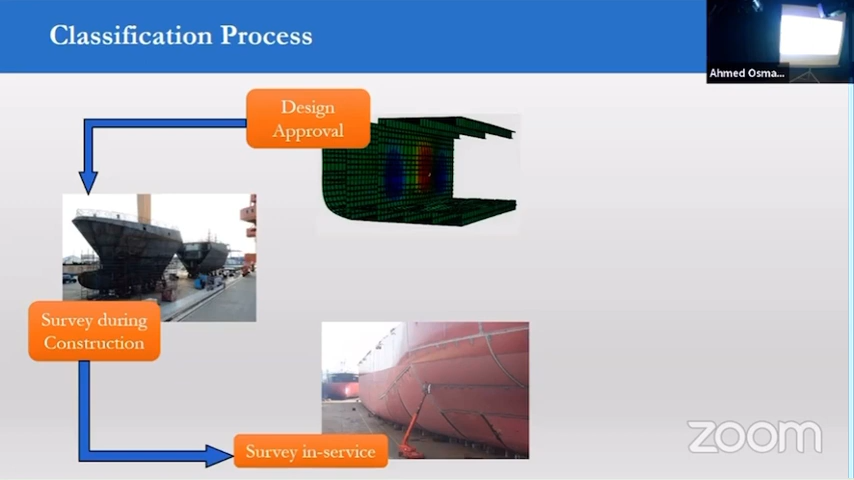 Classification Process
Ahmed Osma...
Design
Approval
Survey during
Construction
Survey in-service
zoom